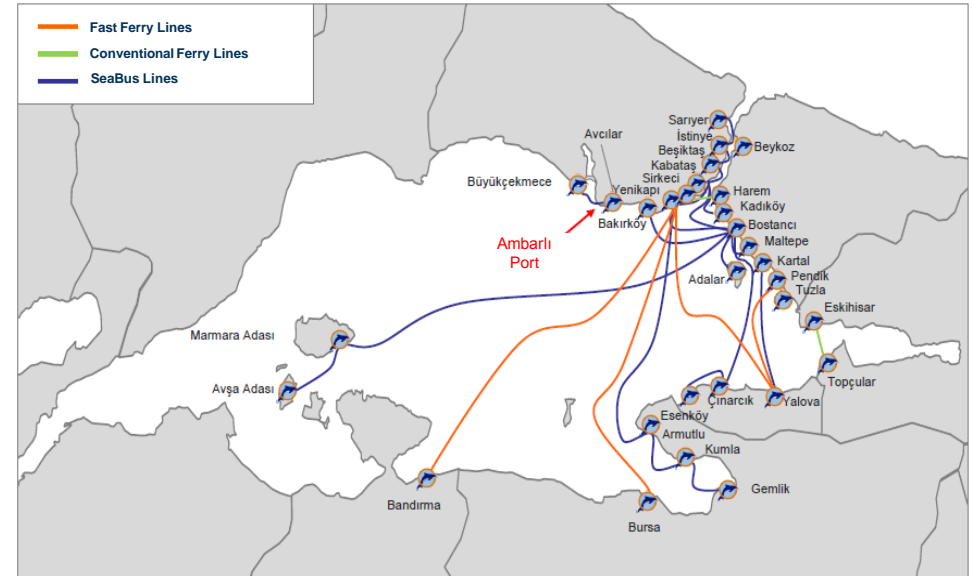 Fast Ferry Lines
Conventional Ferry Lines
SeaBus Lines
Sarıyer
İstinye
Beşiktaş
Beykoz
Kabataş
Sirkeci
Avcılar
Büyükçekmece
Yenikapı
Harem
Kadıköy
Bakırköy
Bostancı
Ambarlı
Port
Maltepe
Kartal
Adalar
Pendik
Tuzla
Eskihisar
Marmara Adası
Topçular
Avşa Adası
Çınarcık
Yalova
Esenköy
Armutlu
Kumla
Gemlik
Bandırma
Bursa